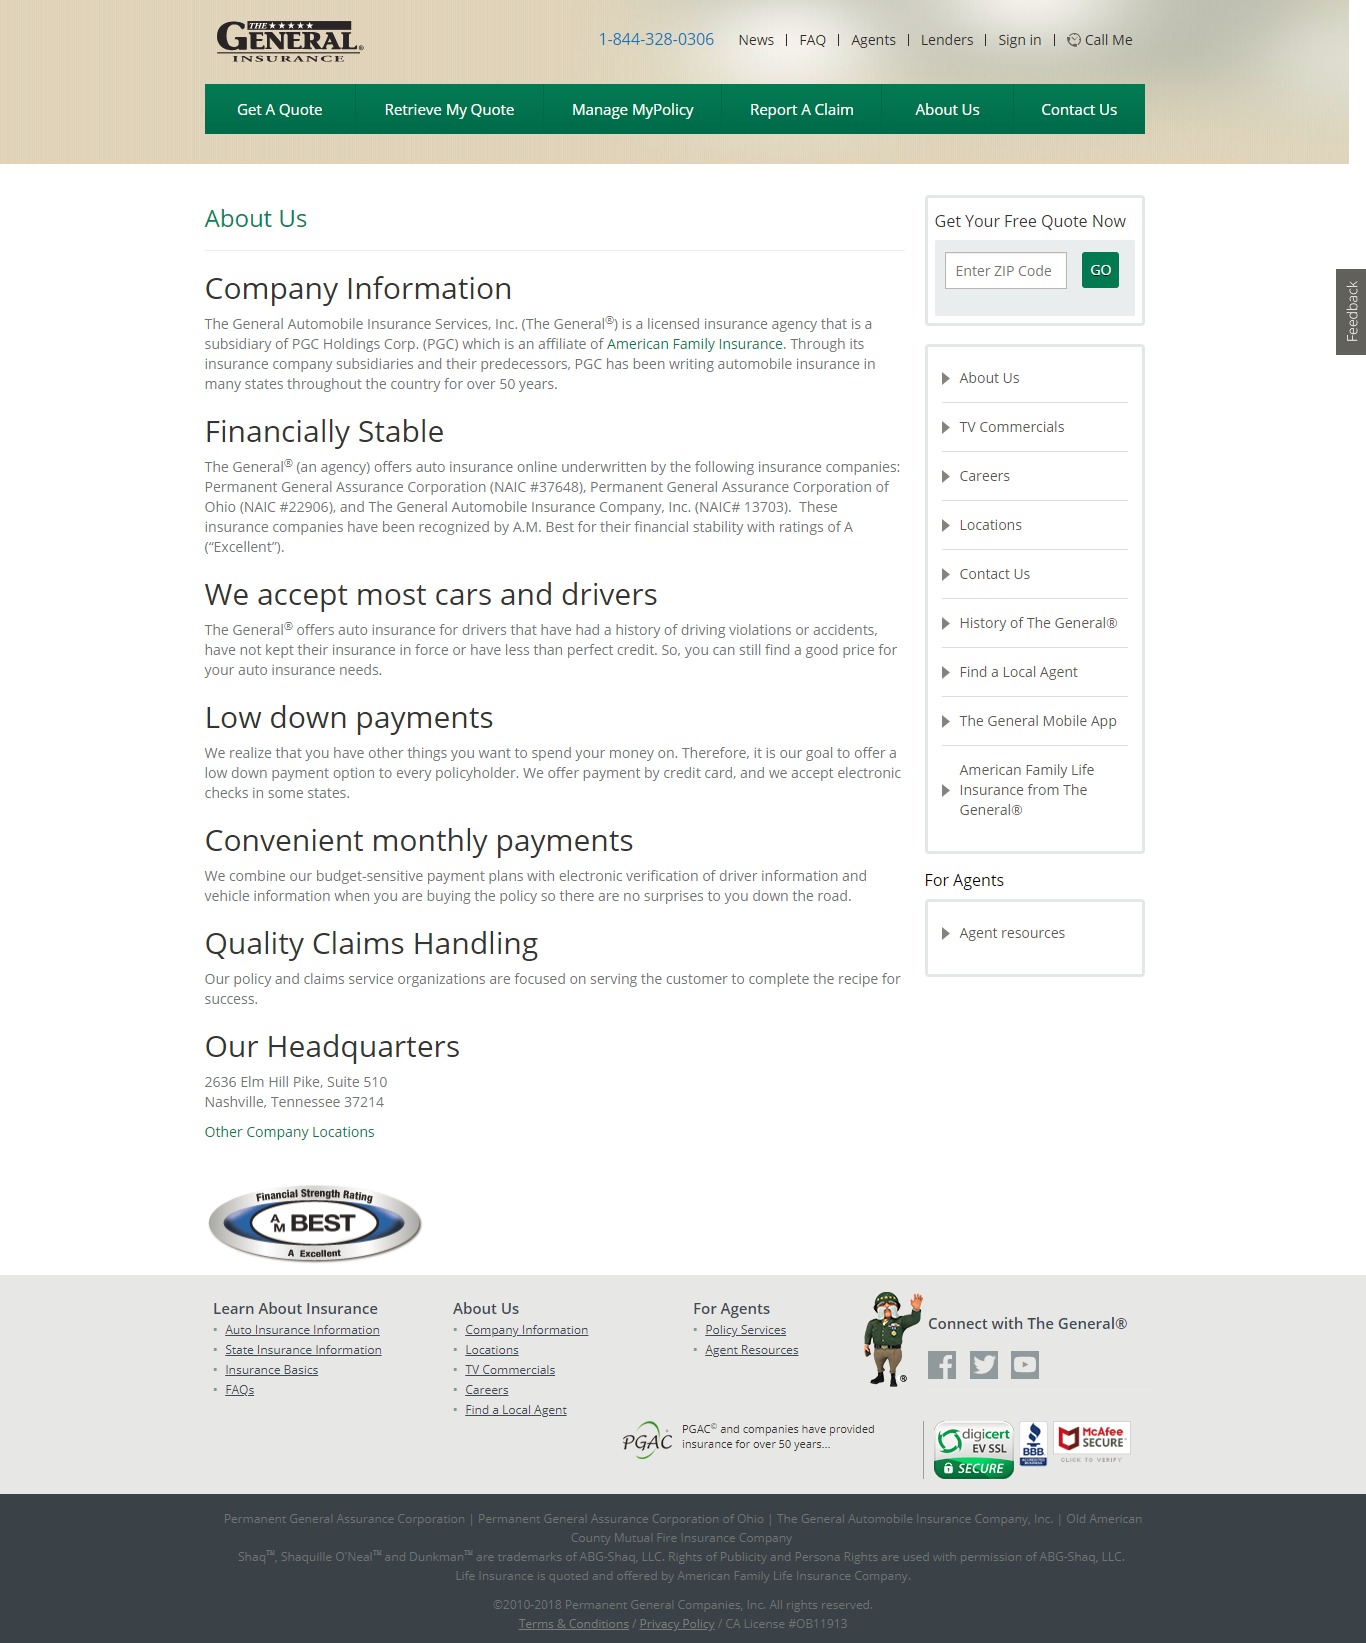 THE
GENERAL®
INSURANCE
1-844-328-0306 News FAQ Agents Lenders Sign in Call Me
Get A Quote Retrieve My Quote Manage MyPolicy Report A Claim About Us Contact Us
About Us
Company Information
The General Automobile Insurance Services, Inc. (The General®) is a licensed insurance agency that is a
subsidiary of PGC Holdings Corp. (PGC) which is an affiliate of American Family Insurance. Through its
insurance company subsidiaries and their predecessors, PGC has been writing automobile insurance in
many states throughout the country for over 50 years.
Financially Stable
The General® (an agency) offers auto insurance online underwritten by the following insurance companies:
Permanent General Assurance Corporation (NAIC #37648), Permanent General Assurance Corporation of
Ohio (NAIC #22906), and The General Automobile Insurance Company, Inc. (NAIC# 13703).  These
insurance companies have been recognized by A.M. Best for their financial stability with ratings of A
(“Excellent”).
We accept most cars and drivers
The General® offers auto insurance for drivers that have had a history of driving violations or accidents,
have not kept their insurance in force or have less than perfect credit. So, you can still find a good price for
your auto insurance needs.
Low down payments
We realize that you have other things you want to spend your money on. Therefore, it is our goal to offer a
low down payment option to every policyholder. We offer payment by credit card, and we accept electronic
checks in some states.
Convenient monthly payments
We combine our budget-sensitive payment plans with electronic verification of driver information and
vehicle information when you are buying the policy so there are no surprises to you down the road.
Quality Claims Handling
Our policy and claims service organizations are focused on serving the customer to complete the recipe for
success.
Our Headquarters
2636 Elm Hill Pike, Suite 510
Nashville, Tennessee 37214
Other Company Locations
Financial Strength Rating
AM BEST
A Excellent
Get Your Free Quote Now
Enter ZIP Code GO
Feedback
About Us
TV Commercials
Careers
Locations
Contact Us
History of The General®
Find a Local Agent
The General Mobile App
American Family Life
Insurance from The
General®
For Agents
Agent resources
Learn About Insurance
Auto Insurance Information
State Insurance Information
Insurance Basics
FAQs
About Us
Company Information
Locations
TV Commercials
Careers
Find a Local Agent
For Agents
Policy Services
Agent Resources
®
Connect with The General®
PGAC
PGAC© and companies have provided
insurance for over 50 years...
digicert
EV SSL
SECURE
BBB
ACCREDITED
BUSINESS
McAfee
SECURE™
CLICK TO VERIFY
Permanent General Assurance Corporation | Permanent General Assurance Corporation of Ohio | The General Automobile Insurance Company, Inc. | Old American
County Mutual Fire Insurance Company
Shaq™, Shaquille O'Neal™ and Dunkman™ are trademarks of ABG-Shaq, LLC. Rights of Publicity and Persona Rights are used with permission of ABG-Shaq, LLC.
Life Insurance is quoted and offered by American Family Life Insurance Company.
©2010-2018 Permanent General Companies, Inc. All rights reserved.
Terms & Conditions / Privacy Policy / CA License #OB11913